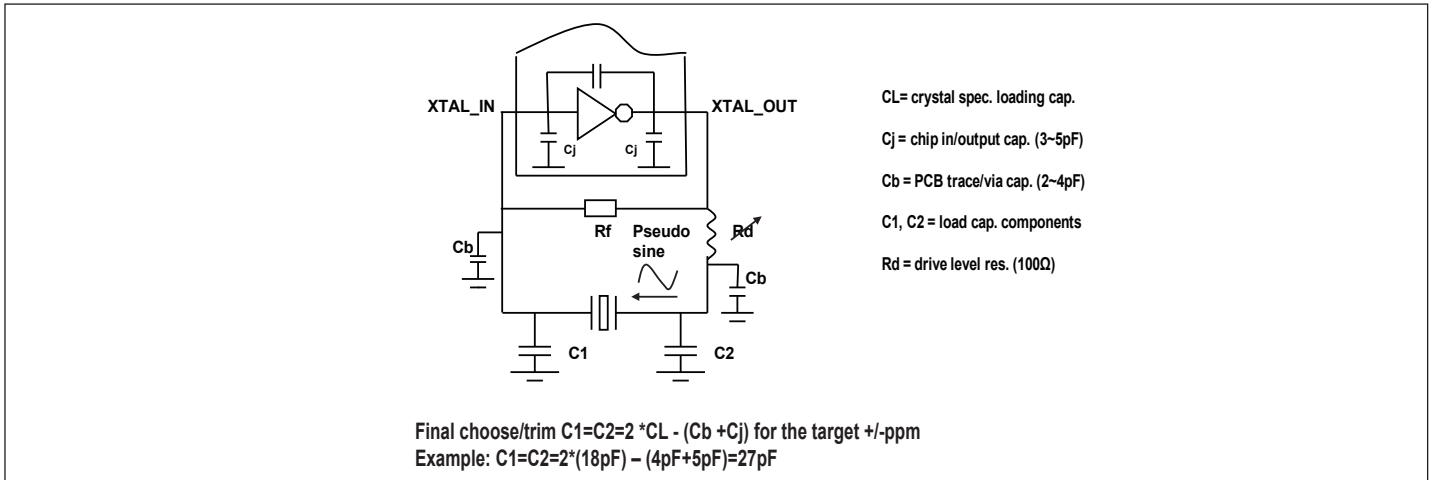 XTAL_IN
XTAL_OUT
Cj
Cj
Rf
Pseudo
sine
Rd
Cb
Cb
C1
C2
CL= crystal spec. loading cap.
Cj = chip in/output cap. (3~5pF)
Cb = PCB trace/via cap. (2~4pF)
C1, C2 = load cap. components
Rd = drive level res. (100Ω)
Final choose/trim C1=C2=2 *CL - (Cb +Cj) for the target +/-ppm
Example: C1=C2=2*(18pF) – (4pF+5pF)=27pF